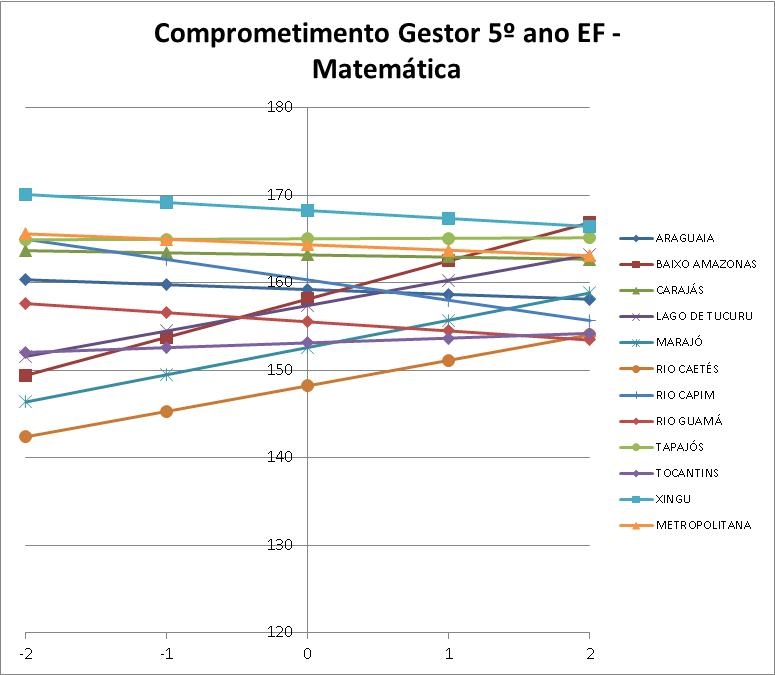 Comprometimento Gestor 5º ano EF -
Matemática
180
170
160
150
140
130
120
-2
-1
0
1
2
ARAGUAIA
BAIXO AMAZONAS
CARAJÁS
LAGO DE TUCURU
MARAJÓ
RIO CAETÉS
RIO CAPIM
RIO GUAMÁ
TAPAJÓS
TOCANTINS
XINGU
METROPOLITANA